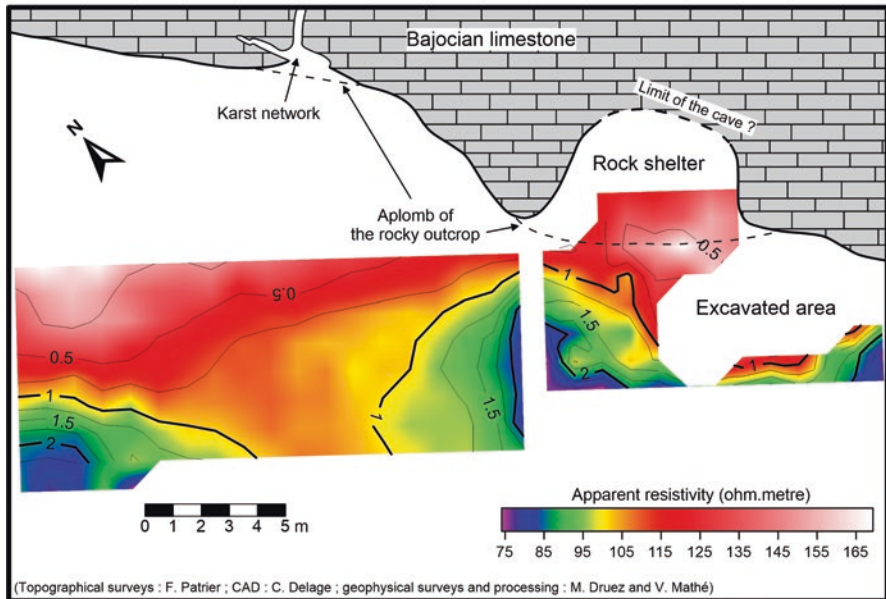 Bajocian limestone
Karst network
Limit of the cave ?
N
Rock shelter
Aplomb of
the rocky outcrop
0.5
1
0.5
Excavated area
1.5
0.5
2
1
1
1
1.5
1.5
2
0 1 2 3 4 5 m
Apparent resistivity (ohm.metre)
75 85 95 105 115 125 135 145 155 165
(Topographical surveys : F. Patrier ; CAD : C. Delage ; geophysical surveys and processing : M. Druez and V. Mathé)